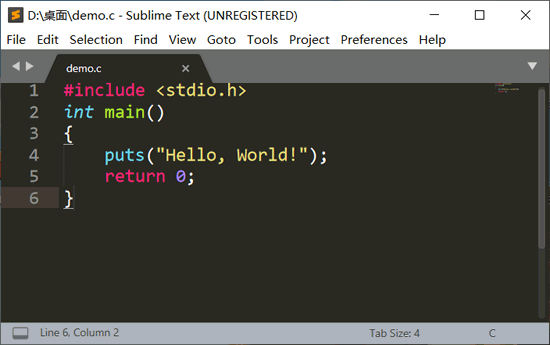 D:\桌面\demo.c - Sublime Text (UNREGISTERED)
File Edit Selection Find View Goto Tools Project Preferences Help
demo.c
1 #include <stdio.h>
2 int main()
3 {
4     puts("Hello, World!");
5     return 0;
6 }
Line 6, Column 2 Tab Size: 4 C